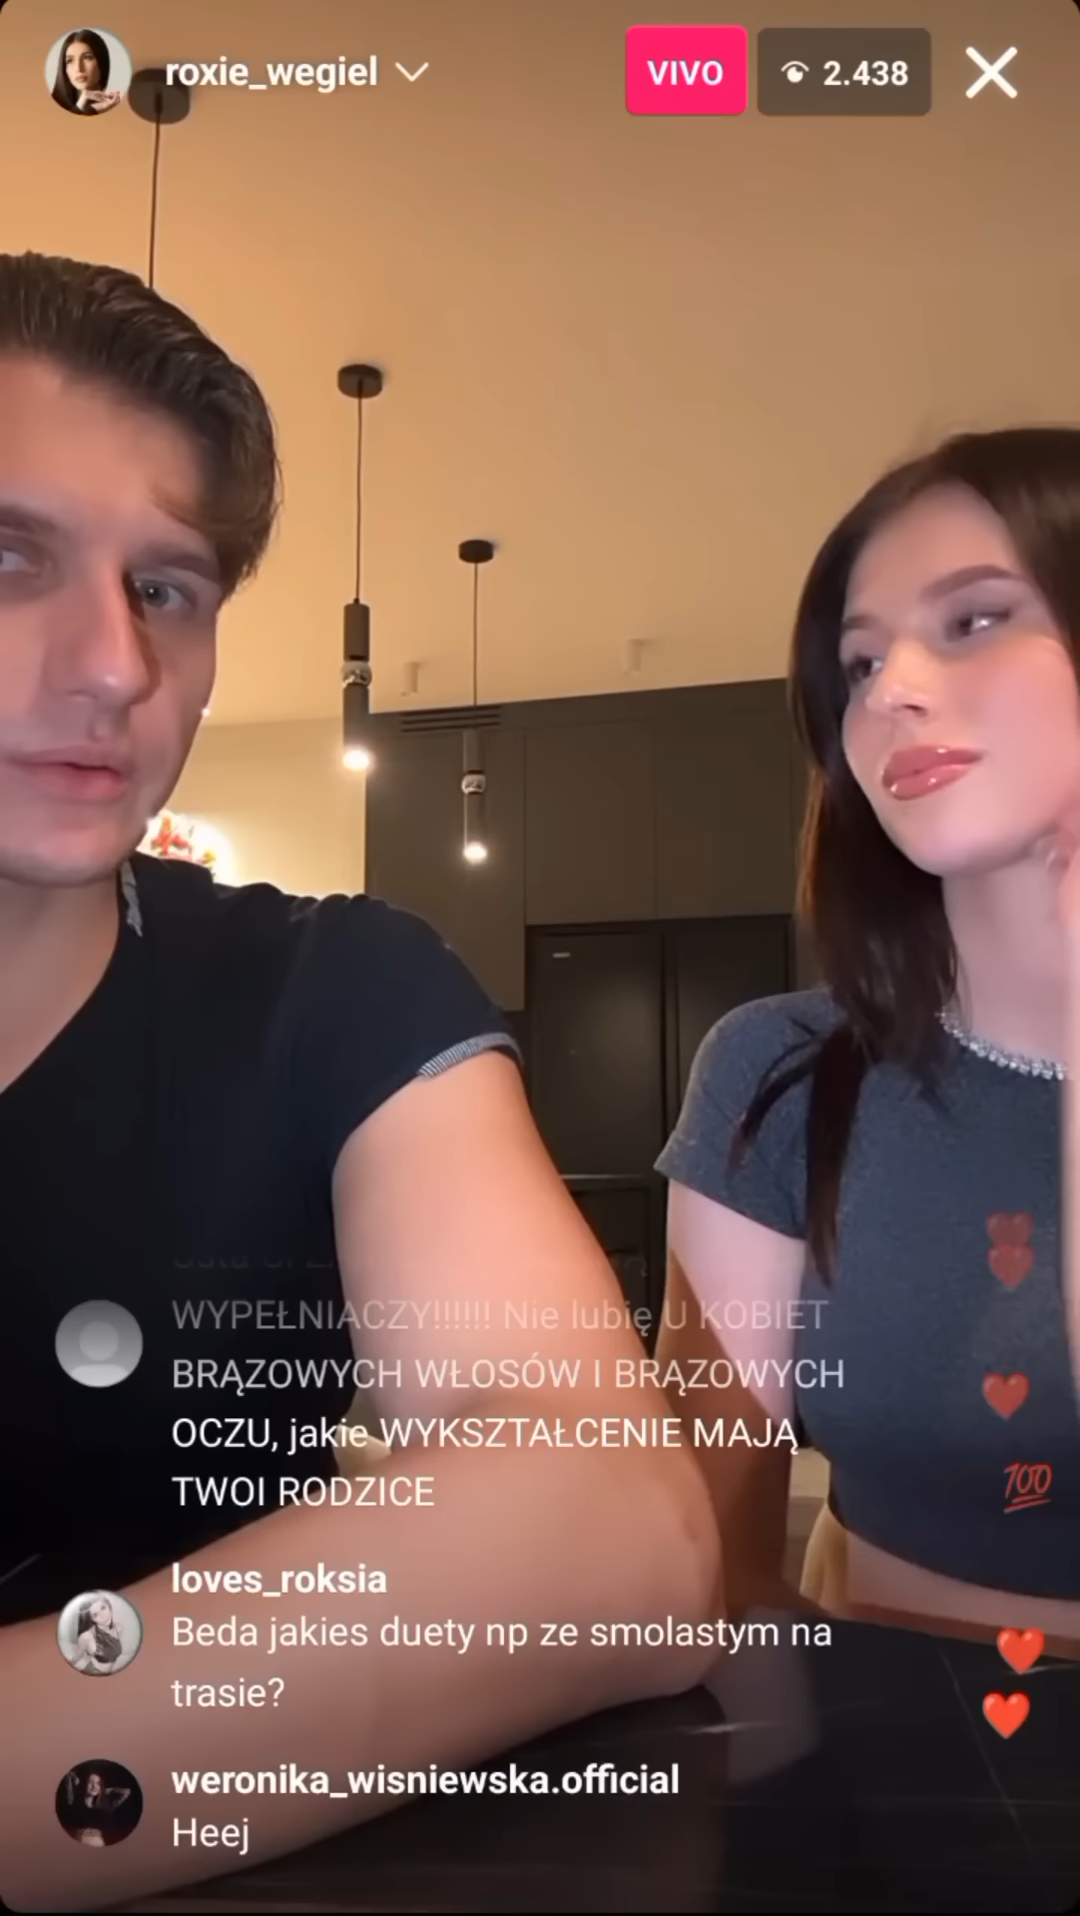 roxie_wegiel
VIVO
2.438
WYPEŁNIACZY!!!!!! Nie lubię U KOBIET
BRĄZOWYCH WŁOSÓW I BRĄZOWYCH
OCZU, jakie WYKSZTAŁCENIE MAJĄ
TWOI RODZICE
loves_roksia
Beda jakies duety np ze smolastym na
trasie?
weronika_wisniewska.official
Heej
💯